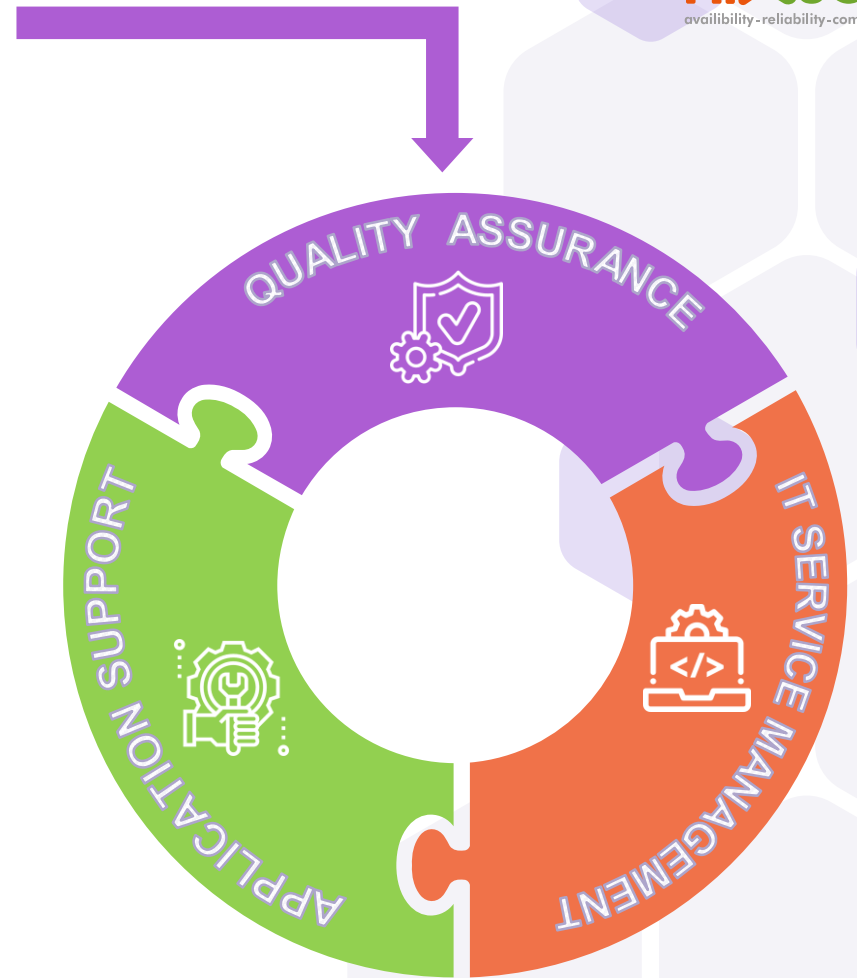 availibility-reliability-com
QUALITY ASSURANCE
IT SERVICE MANAGEMENT
APPLICATION SUPPORT
</>